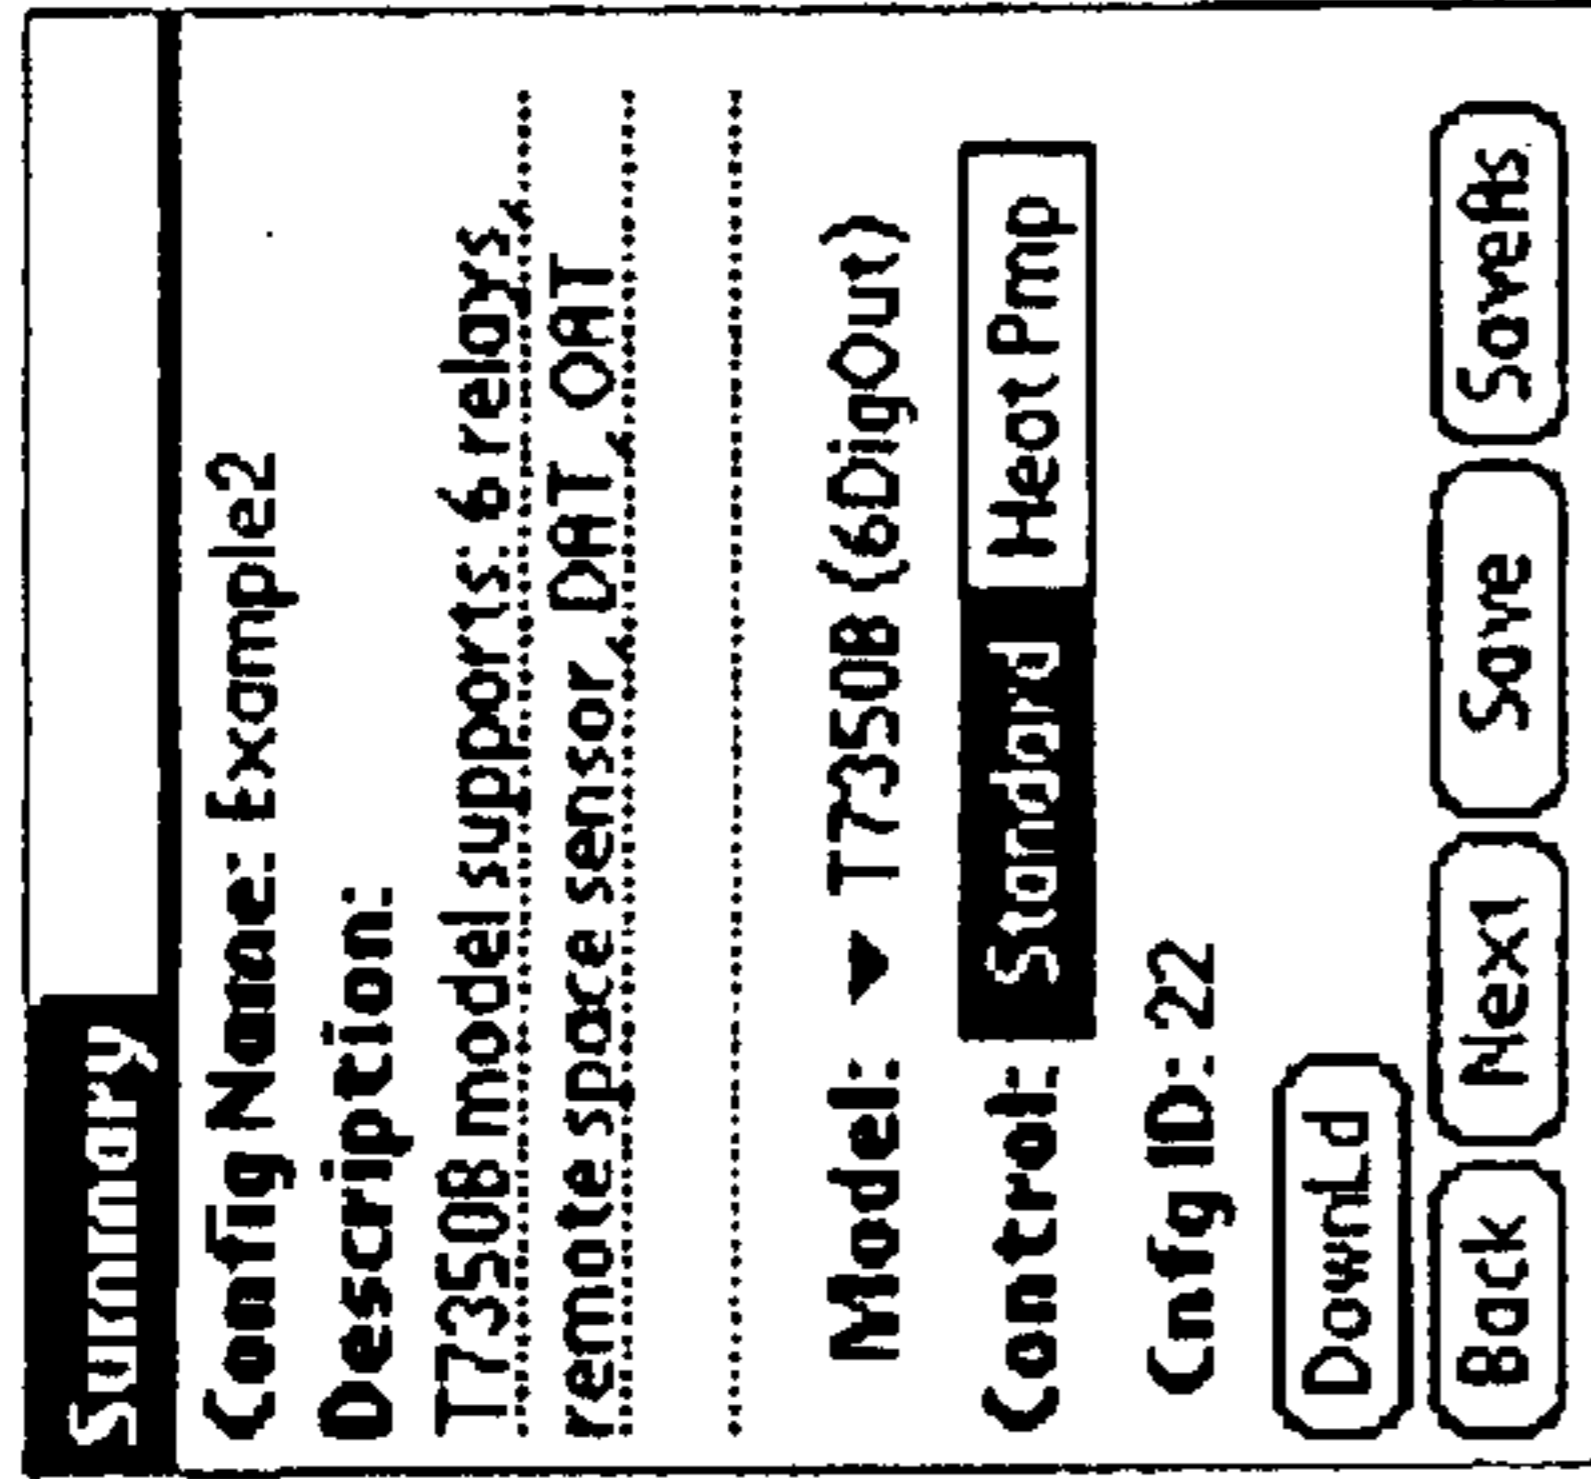 Summary
Config Name: Example2
Description:
T7350B model supports: 6 relays,
remote space sensor, DAT, OAT
Model: T7350B (6DigOut)
Control: Standard Heat Pmp
Cnfg ID: 22
DownLd
Back Next Save SaveAs